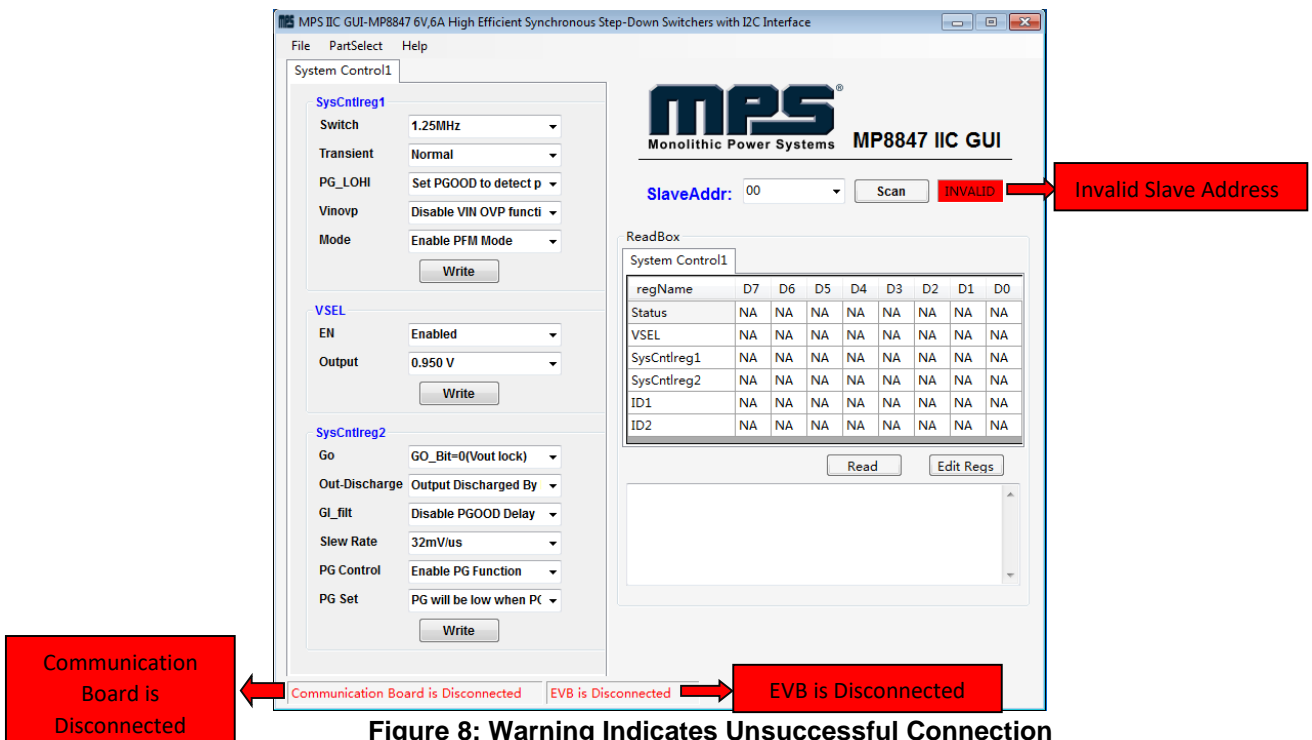 MPS IIC GUI-MP8847 6V,6A High Efficient Synchronous Step-Down Switchers with I2C Interface
File PartSelect Help
System Control1
SysCntlreg1
Switch 1.25MHz
Transient Normal
PG_LOHI Set PGOOD to detect p
Vinovp Disable VIN OVP functi
Mode Enable PFM Mode
Write
VSEL
EN Enabled
Output 0.950 V
Write
SysCntlreg2
Go GO_Bit=0(Vout lock)
Out-Discharge Output Discharged By
GI_filt Disable PGOOD Delay
Slew Rate 32mV/us
PG Control Enable PG Function
PG Set PG will be low when P(
Write
mps®
Monolithic Power Systems MP8847 IIC GUI
SlaveAddr: 00 Scan INVALID
Invalid Slave Address
ReadBox
System Control1
regName D7 D6 D5 D4 D3 D2 D1 D0
Status NA NA NA NA NA NA NA NA
VSEL NA NA NA NA NA NA NA NA
SysCntlreg1 NA NA NA NA NA NA NA NA
SysCntlreg2 NA NA NA NA NA NA NA NA
ID1 NA NA NA NA NA NA NA NA
ID2 NA NA NA NA NA NA NA NA
Read Edit Regs
Communication
Board is
Disconnected
Communication Board is Disconnected EVB is Disconnected
EVB is Disconnected
Figure 8: Warning Indicates Unsuccessful Connection